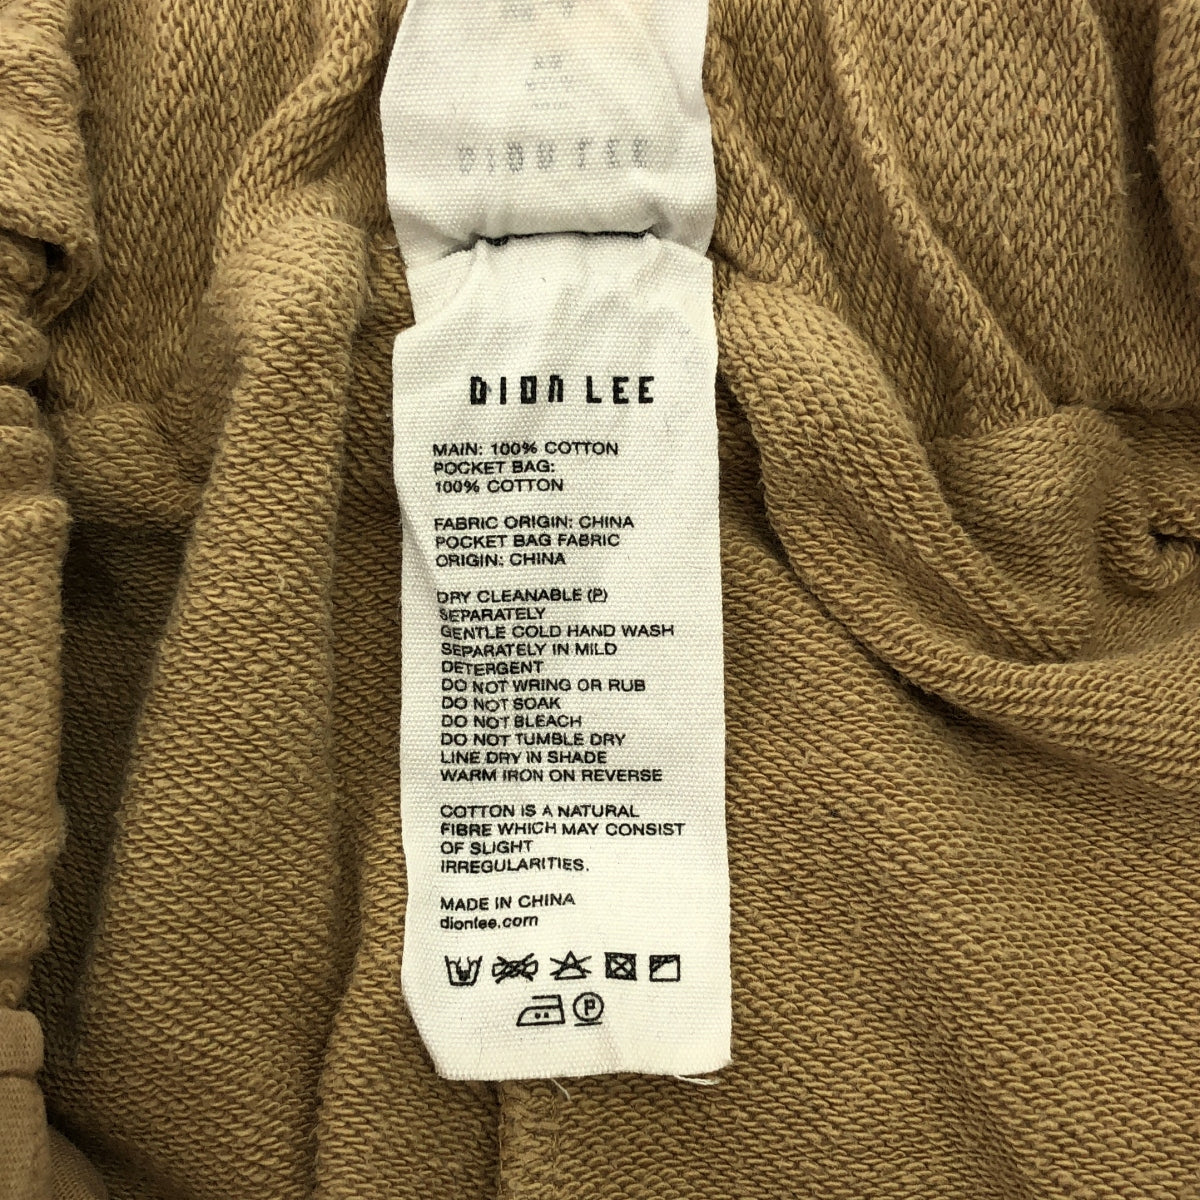 DION LEE
DION LEE
MAIN: 100% COTTON
POCKET BAG:
100% COTTON
FABRIC ORIGIN: CHINA
POCKET BAG FABRIC
ORIGIN: CHINA
DRY CLEANABLE (P)
SEPARATELY
GENTLE COLD HAND WASH
SEPARATELY IN MILD
DETERGENT
DO NOT WRING OR RUB
DO NOT SOAK
DO NOT BLEACH
DO NOT TUMBLE DRY
LINE DRY IN SHADE
WARM IRON ON REVERSE
COTTON IS A NATURAL
FIBRE WHICH MAY CONSIST
OF SLIGHT
IRREGULARITIES.
MADE IN CHINA
dionlee.com
P